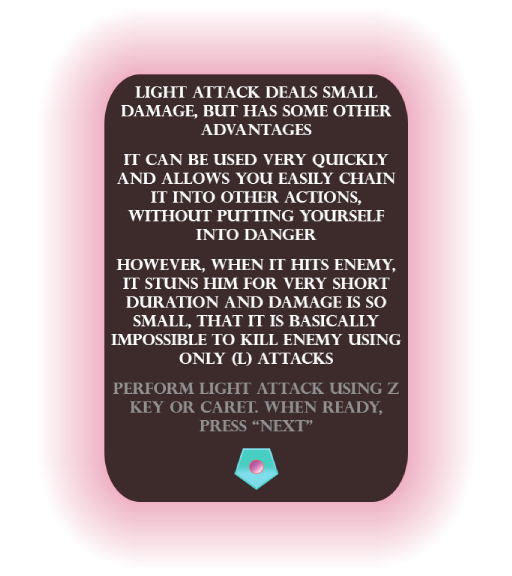 LIGHT ATTACK DEALS SMALL
DAMAGE, BUT HAS SOME OTHER
ADVANTAGES
IT CAN BE USED VERY QUICKLY
AND ALLOWS YOU EASILY CHAIN
IT INTO OTHER ACTIONS,
WITHOUT PUTTING YOURSELF
INTO DANGER
HOWEVER, WHEN IT HITS ENEMY,
IT STUNS HIM FOR VERY SHORT
DURATION AND DAMAGE IS SO
SMALL, THAT IT IS BASICALLY
IMPOSSIBLE TO KILL ENEMY USING
ONLY (L) ATTACKS
PERFORM LIGHT ATTACK USING Z
KEY OR CARET. WHEN READY,
PRESS “NEXT”